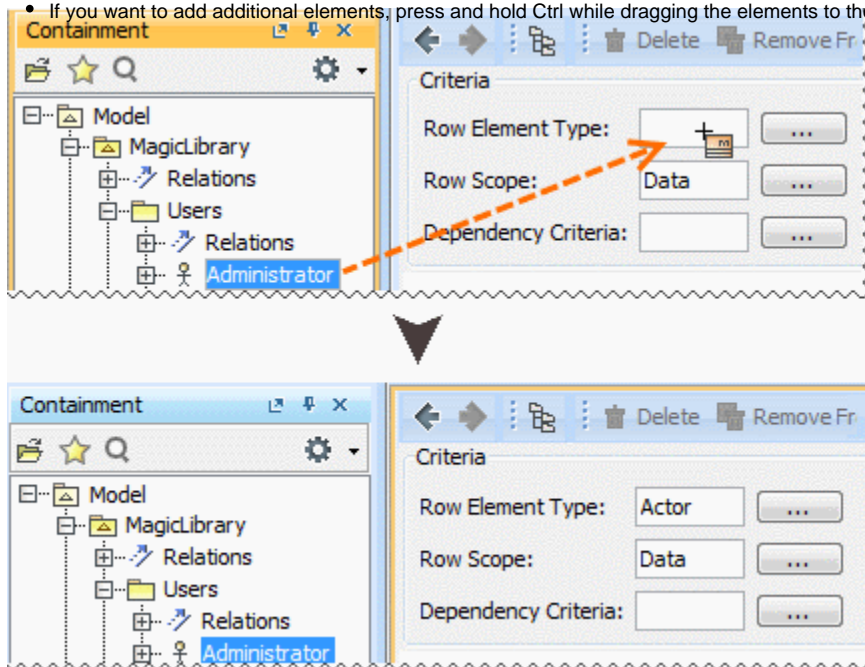 If you want to add additional elements, press and hold Ctrl while dragging the elements to the
Containment
Delete Remove Fr
Criteria
Model
MagicLibrary
Row Element Type: ...
Relations
Row Scope: Data ...
Users
Relations
Dependency Criteria: ...
Administrator
Containment
Delete Remove Fr
Criteria
Model
Row Element Type: Actor ...
MagicLibrary
Relations
Row Scope: Data ...
Users
Relations
Dependency Criteria: ...
Administrator